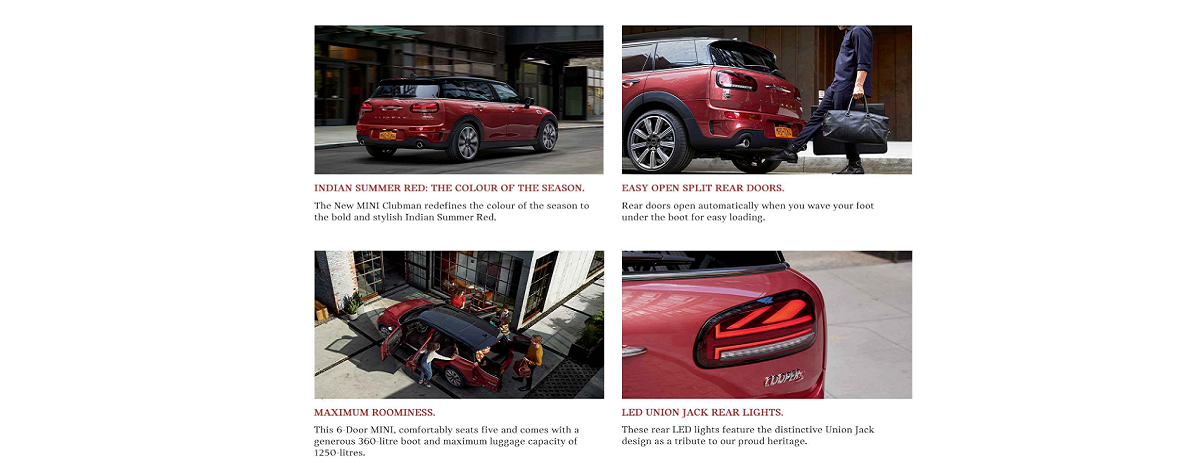 INDIAN SUMMER RED: THE COLOUR OF THE SEASON.
The New MINI Clubman redefines the colour of the season to
the bold and stylish Indian Summer Red.
EASY OPEN SPLIT REAR DOORS.
Rear doors open automatically when you wave your foot
under the boot for easy loading.
MAXIMUM ROOMINESS.
This 6-Door MINI, comfortably seats five and comes with a
generous 360-litre boot and maximum luggage capacity of
1250-litres.
COOPER S
LED UNION JACK REAR LIGHTS.
These rear LED lights feature the distinctive Union Jack
design as a tribute to our proud heritage.